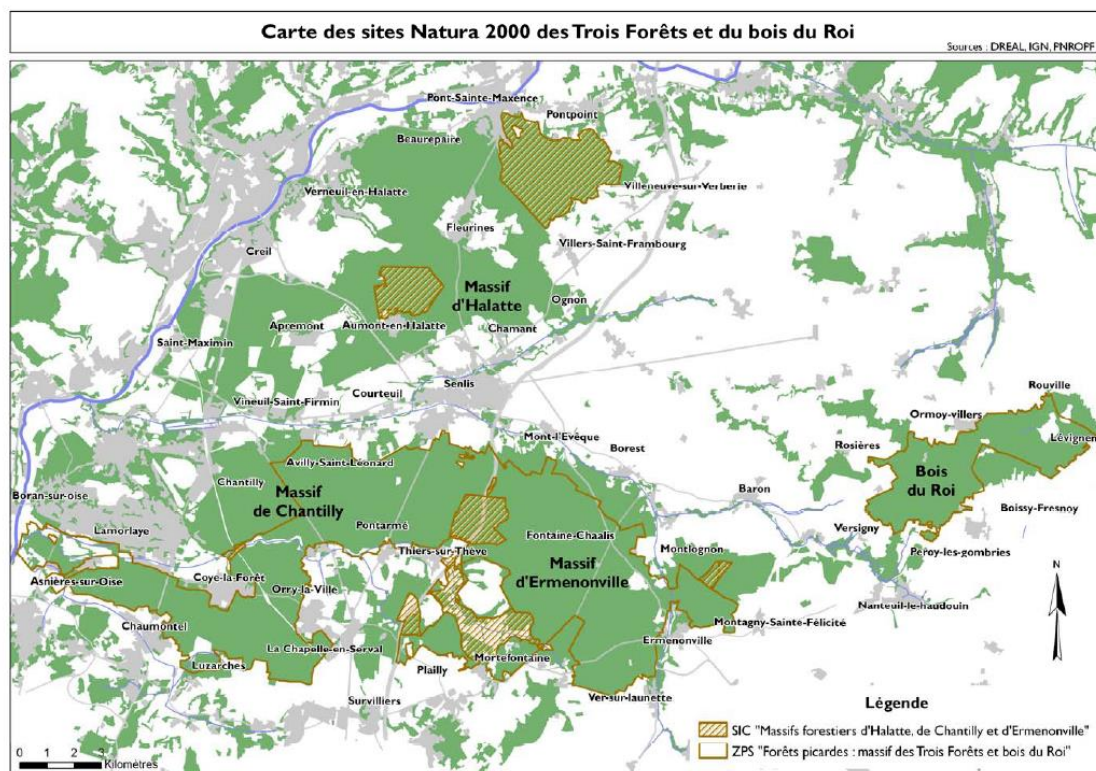 Carte des sites Natura 2000 des Trois Forêts et du bois du Roi
Sources : DREAL, IGN, PNROPF
Pont-Sainte-Maxence
Pontpoint
Beaurepaire
Verneuil-en-Halatte
Villeneuve-sur-Verberie
Fleurines
Villers-Saint-Frambourg
Creil
Massif
d'Halatte
Ognon
Apremont
Aumont-en-Halatte
Chamant
Saint-Maximin
Senlis
Courteuil
Vineuil-Saint-Firmin
Rouville
Ormoy-villers
Mont-l'Evêque
Lévignen
Borest
Rosières
Avilly-Saint-Léonard
Bois
du Roi
Chantilly
Massif
de Chantilly
Baron
Boran-sur-oise
Boissy-Fresnoy
Pontarmé
Lamorlaye
Fontaine-Chaalis
Versigny
Thiers-sur-Thève
Montlognon
Péroy-les-gombries
Massif
d'Ermenonville
N
Asnières-sur-Oise
Coye-la-Forêt
Orry-la-Ville
Nanteuil-le-haudouin
Chaumontel
Montagny-Sainte-Félicité
Ermenonville
La Chapelle-en-Serval
Luzarches
Plailly
Mortefontaine
Survilliers
Ver-sur-launette
Légende
SIC "Massifs forestiers d'Halatte, de Chantilly et d'Ermenonville"
ZPS "Forêts picardes : massif des Trois Forêts et bois du Roi"
0 1 2 3
Kilomètres